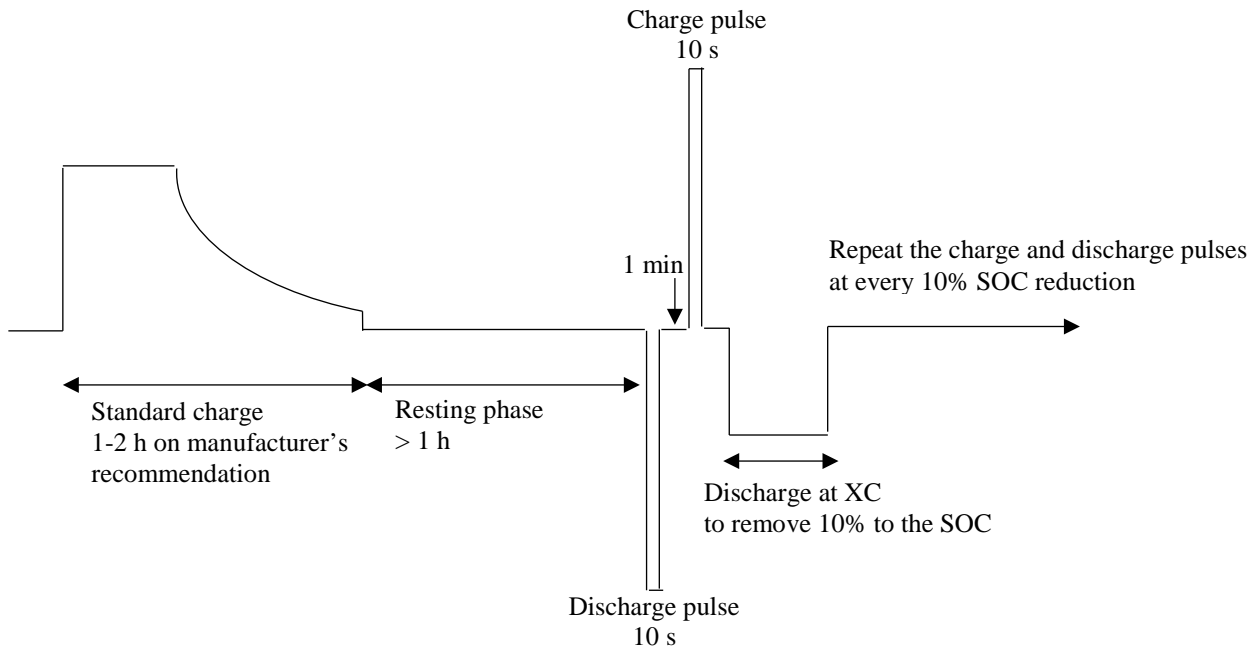 Charge pulse
10 s
1 min
Repeat the charge and discharge pulses
at every 10% SOC reduction
Standard charge
1-2 h on manufacturer’s
recommendation
Resting phase
> 1 h
Discharge at XC
to remove 10% to the SOC
Discharge pulse
10 s